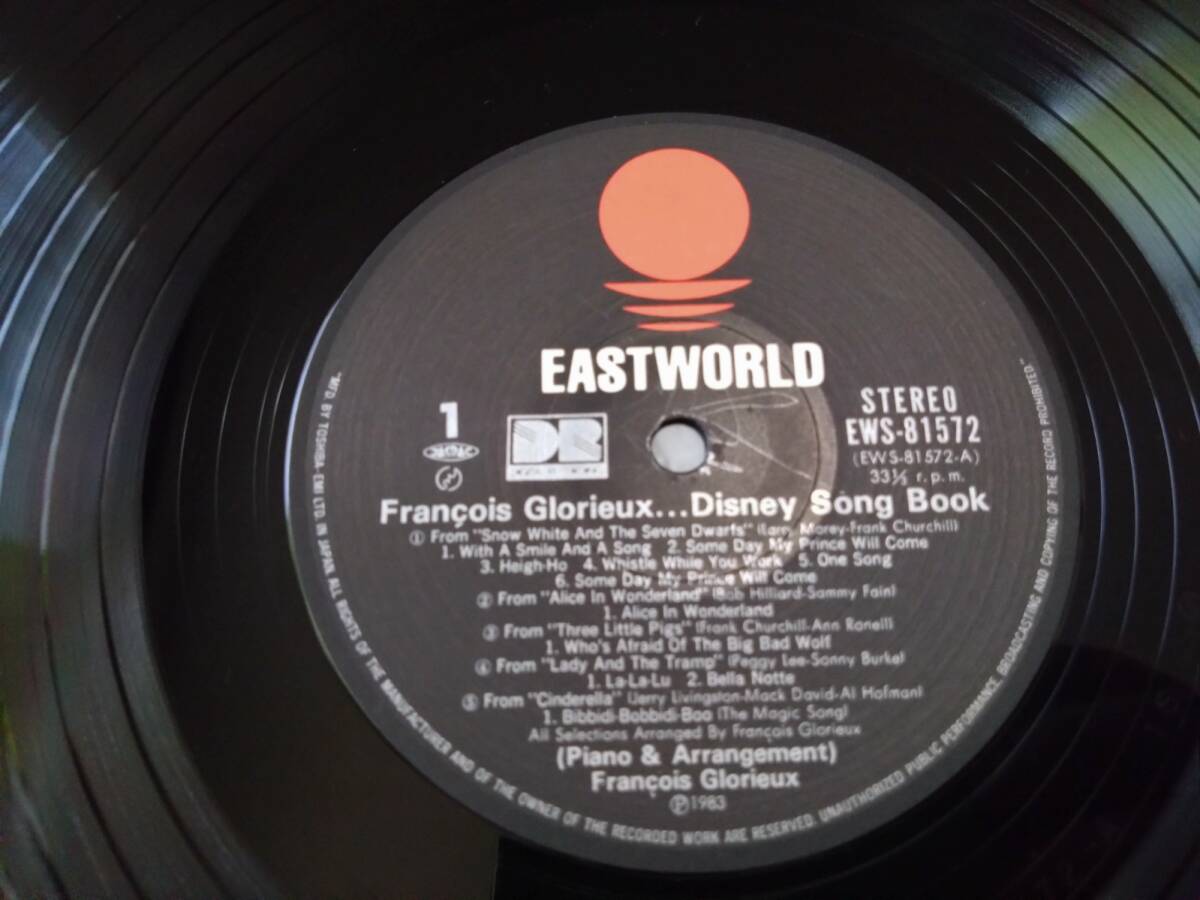 EASTWORLD
1
STEREO
EWS-81572
(EWS-81572-A)
33⅓ r.p.m.
DR
François Glorieux...Disney Song Book
① From "Snow White And The Seven Dwarfs" (Larry Morey-Frank Churchill)
1. With A Smile And A Song 2. Some Day My Prince Will Come
3. Heigh-Ho 4. Whistle While You Work 5. One Song
6. Some Day My Prince Will Come
② From "Alice In Wonderland" (Bob Hilliard-Sammy Fain)
1. Alice In Wonderland
③ From "Three Little Pigs" (Frank Churchill-Ann Ronell)
1. Who's Afraid Of The Big Bad Wolf
④ From "Lady And The Tramp" (Peggy Lee-Sonny Burke)
1. La-La-Lu 2. Bella Notte
⑤ From "Cinderella" (Jerry Livingston-Mack David-Al Hofman)
1. Bibbidi-Bobbidi-Boo (The Magic Song)
All Selections Arranged By François Glorieux
(Piano & Arrangement)
François Glorieux
Ⓟ1983
"MF'D. BY TOSHIBA EMI LTD. IN JAPAN. ALL RIGHTS OF THE MANUFACTURER AND OF THE OWNER OF THE RECORDED WORK ARE RESERVED. UNAUTHORIZED PUBLIC PERFORMANCE. BROADCASTING AND COPYING OF THE RECORD PROHIBITED."